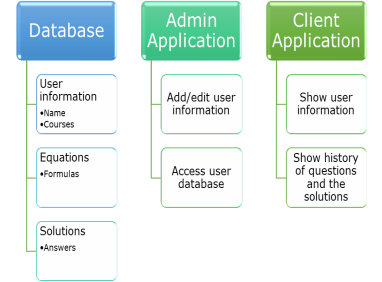 Database
User
information
•Name
•Courses
Equations
•Formulas
Solutions
•Answers
Admin
Application
Add/edit user
information
Access user
database
Client
Application
Show user
information
Show history
of questions
and the
solutions